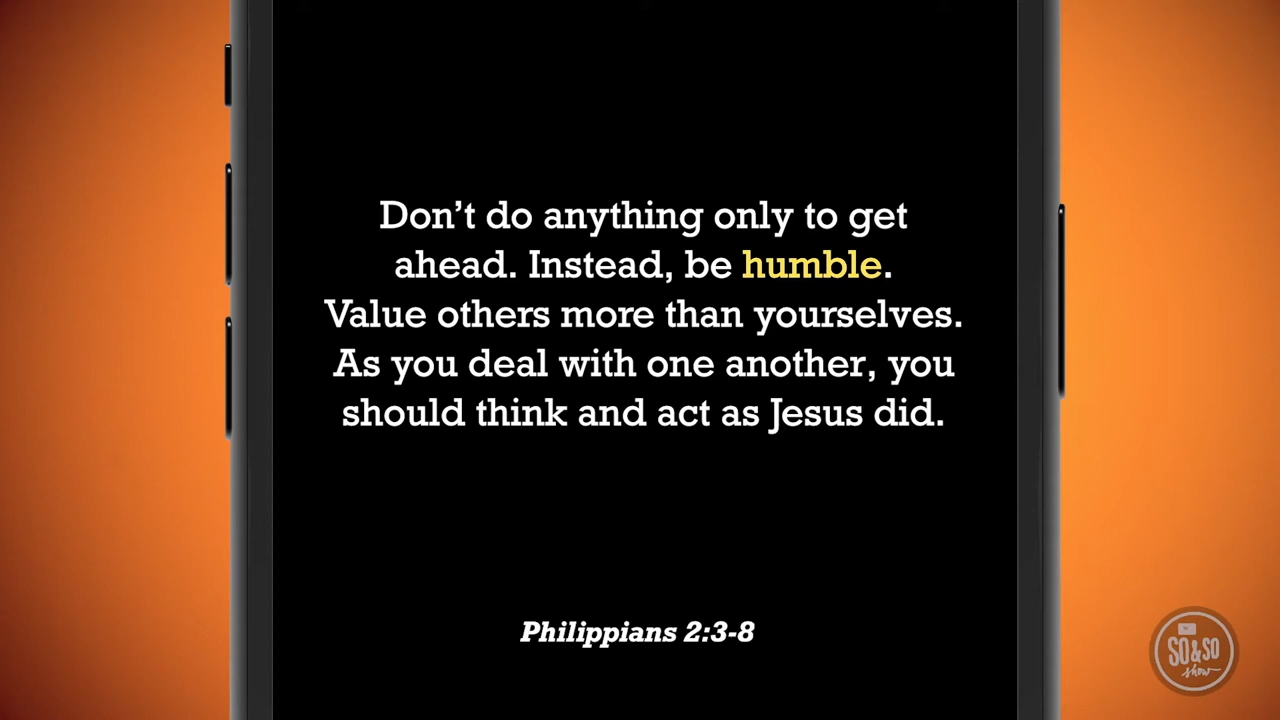 Don't do anything only to get
ahead. Instead, be humble.
Value others more than yourselves.
As you deal with one another, you
should think and act as Jesus did.
Philippians 2:3-8
SO&SO
show